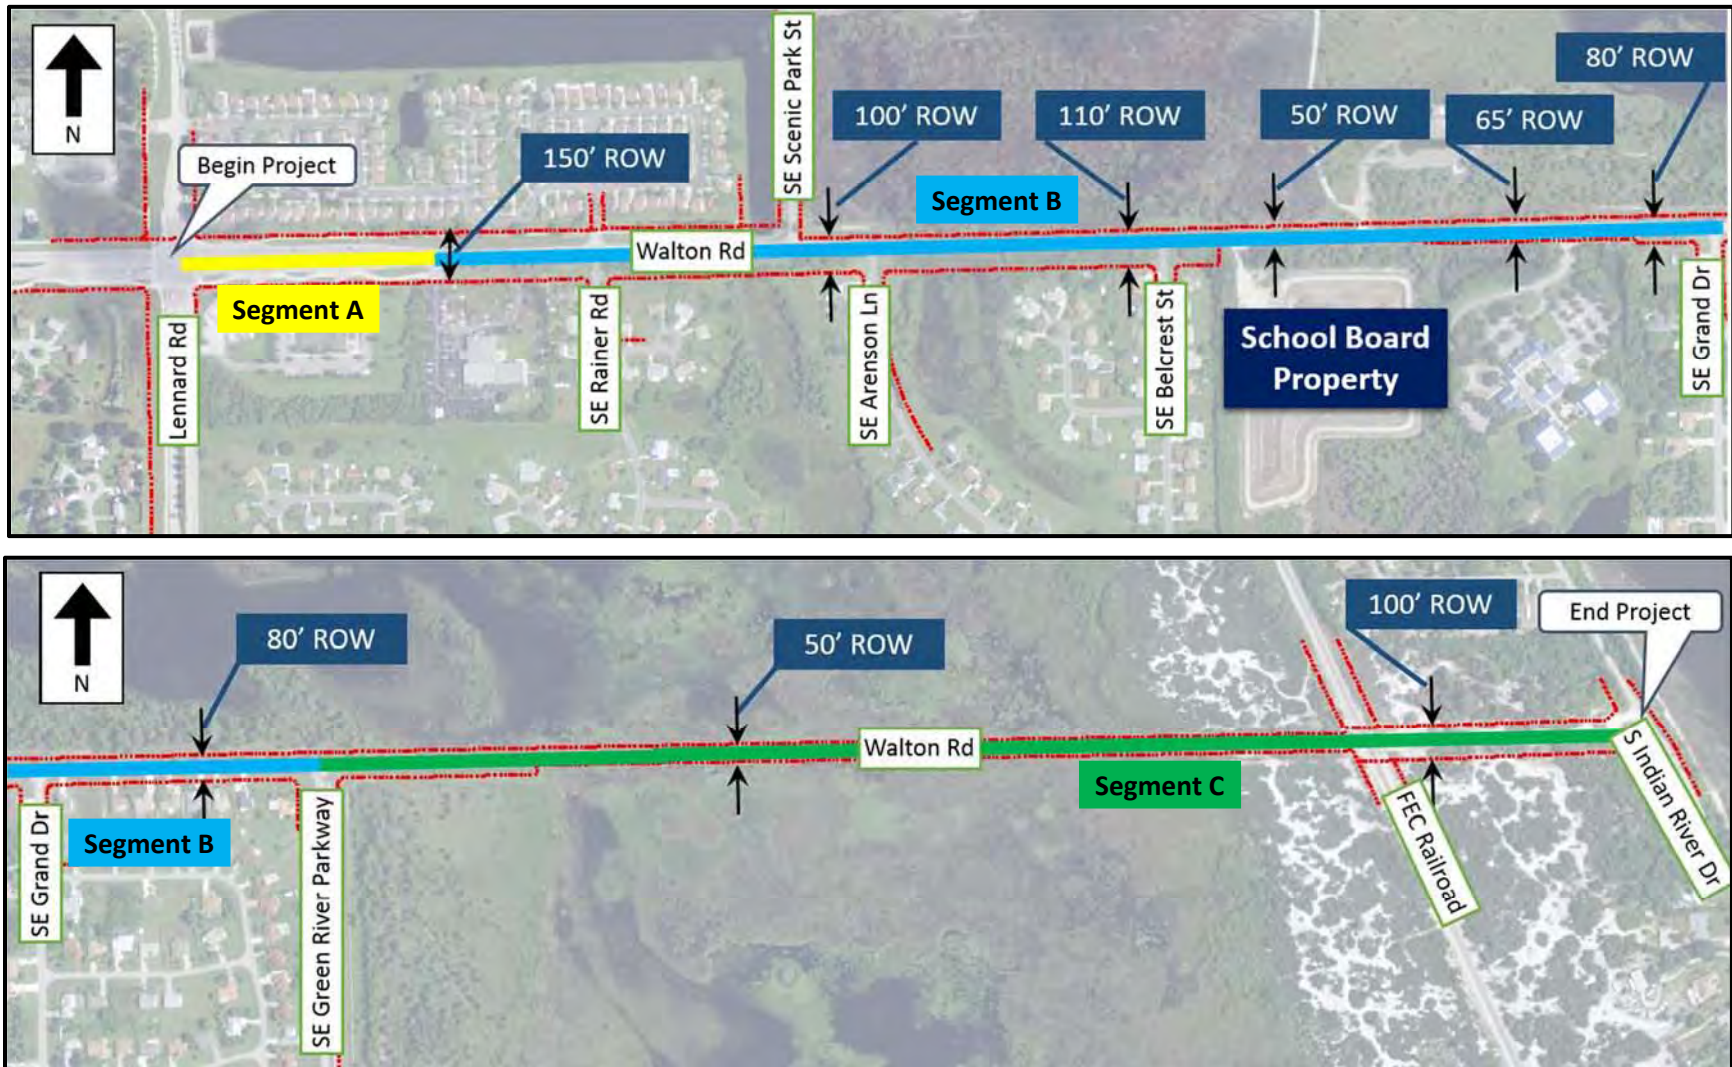 N
Begin Project
150' ROW
SE Scenic Park St
100' ROW
110' ROW
50' ROW
65' ROW
80' ROW
Segment B
Walton Rd
Segment A
Lennard Rd
SE Rainer Rd
SE Arenson Ln
SE Belcrest St
School Board
Property
SE Grand Dr
N
80' ROW
50' ROW
100' ROW
End Project
Walton Rd
Segment C
Segment B
SE Grand Dr
SE Green River Parkway
FEC Railroad
S Indian River Dr